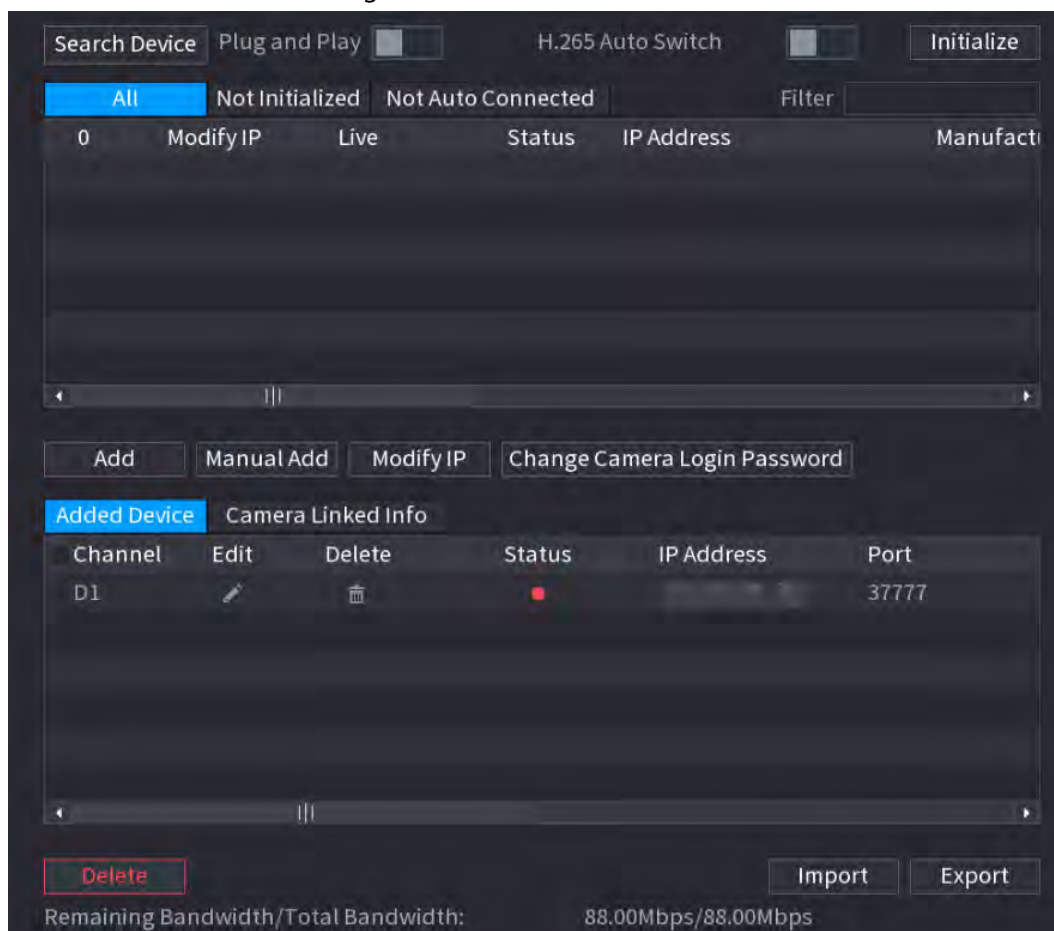 Search Device Plug and Play H.265 Auto Switch Initialize
All Not Initialized Not Auto Connected Filter
0 Modify IP Live Status IP Address Manufactu
Add Manual Add Modify IP Change Camera Login Password
Added Device Camera Linked Info
Channel Edit Delete Status IP Address Port
D1 37777
Delete Import Export
Remaining Bandwidth/Total Bandwidth: 88.00Mbps/88.00Mbps